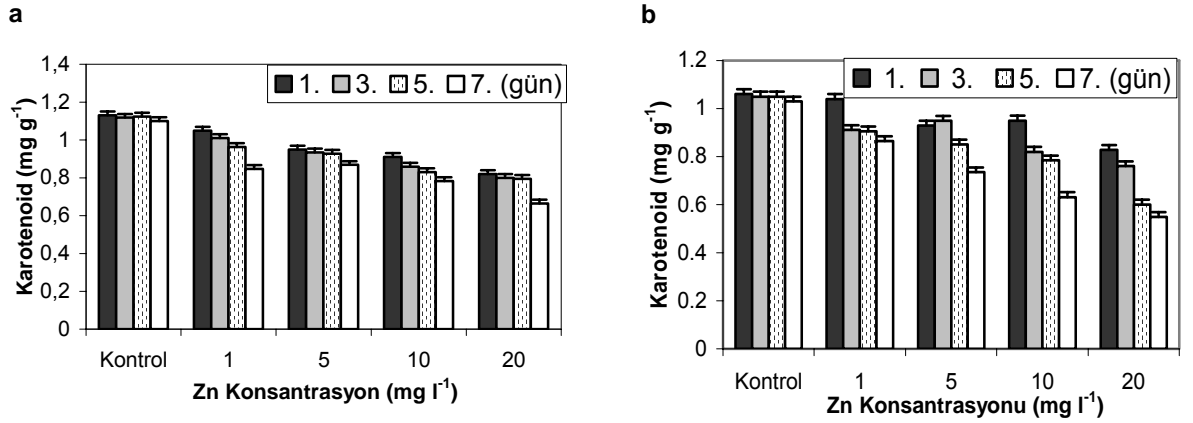 a
1,4
1. 3. 5. 7. (gün)
1,2
1
0,8
0,6
0,4
0,2
0
Karotenoid (mg g-1)
Kontrol 1 5 10 20
Zn Konsantrasyon (mg l-1)
b
1.2
1. 3. 5. 7. (gün)
1
0.8
0.6
0.4
0.2
0
Karotenoid (mg g-1)
Kontrol 1 5 10 20
Zn Konsantrasyonu (mg l-1)